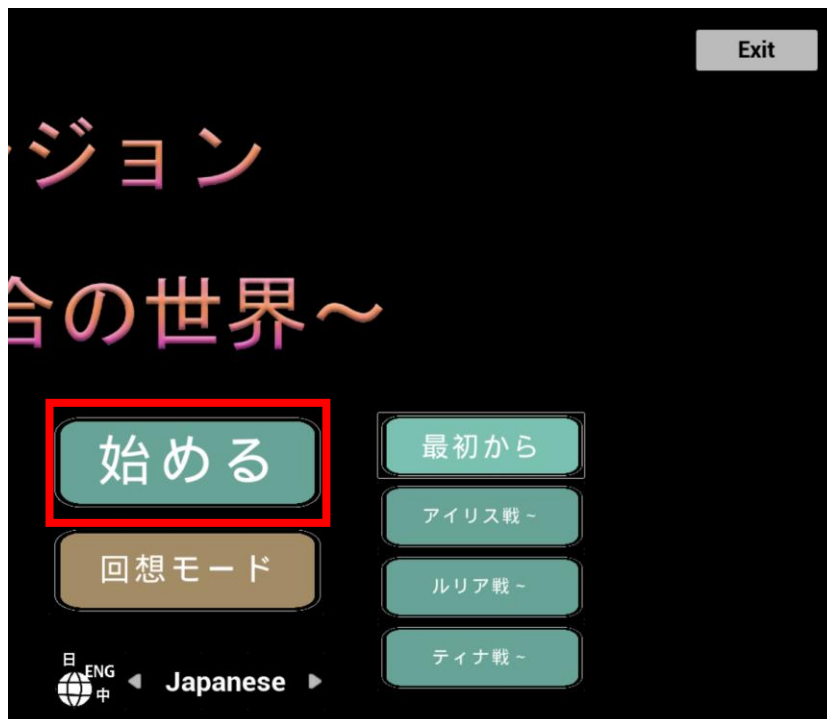 Exit
ージョン
合の世界～
始める
最初から
アイリス戦~
回想モード
ルリア戦~
ティナ戦~
日
ENG
中
Japanese